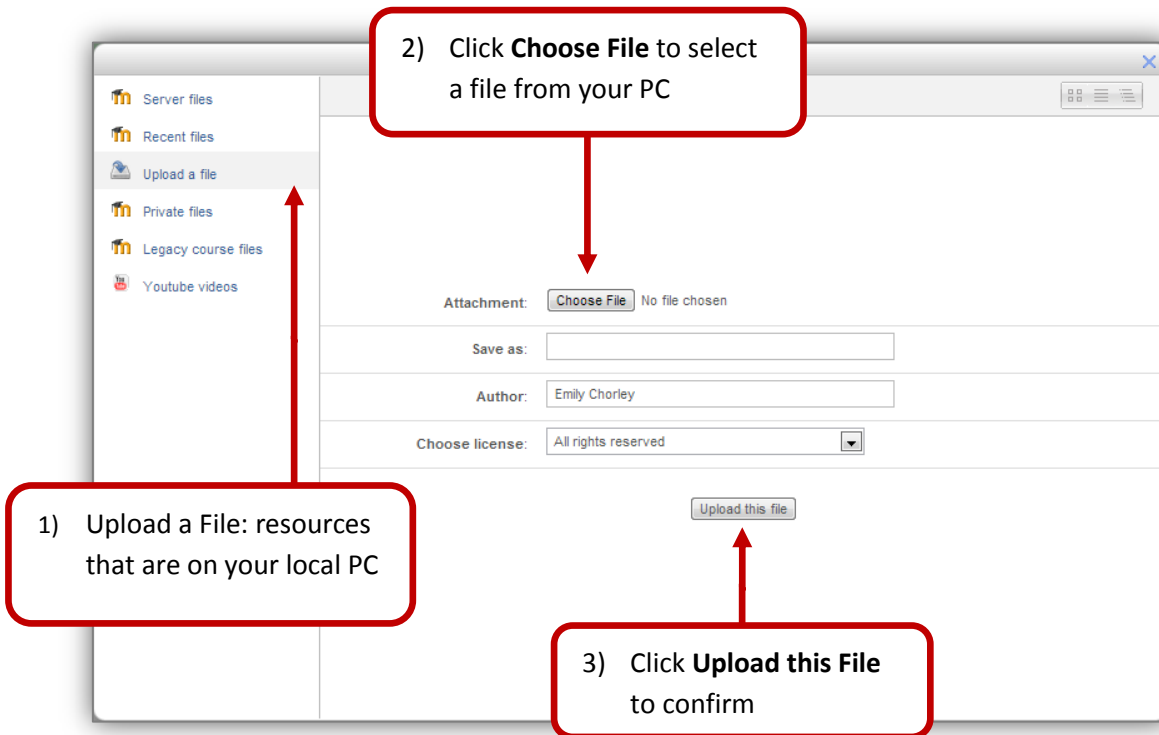 2) Click Choose File to select
a file from your PC
Server files
Recent files
Upload a file
Private files
Legacy course files
Youtube videos
Attachment: Choose File No file chosen
Save as:
Author: Emily Chorley
Choose license: All rights reserved
Upload this file
1) Upload a File: resources
that are on your local PC
3) Click Upload this File
to confirm